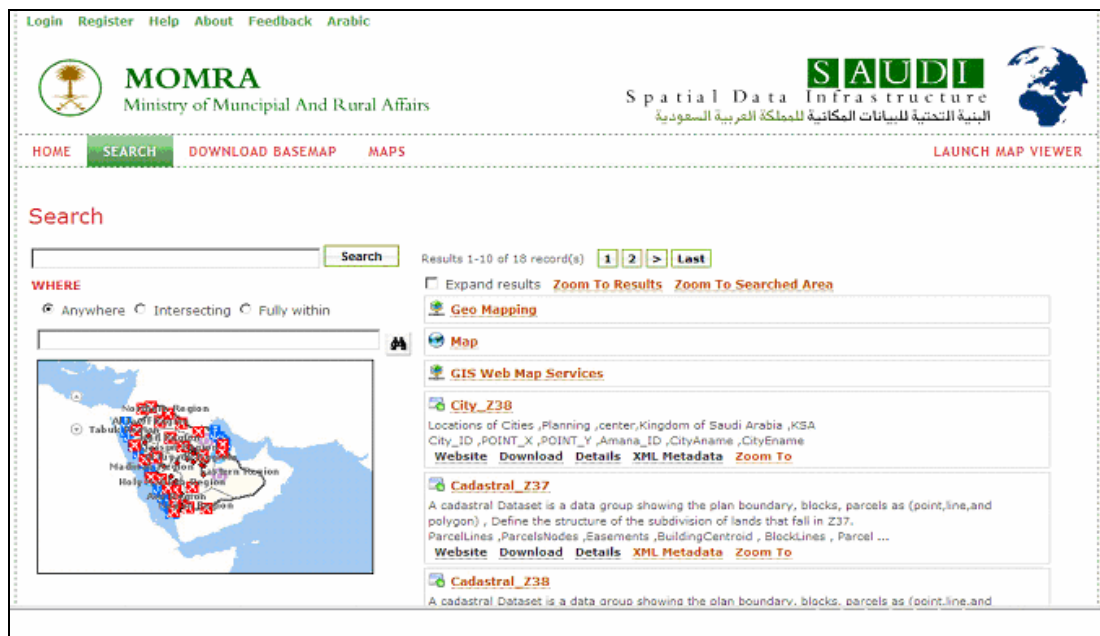 Login Register Help About Feedback Arabic
MOMRA
Ministry of Muncipial And Rural Affairs
SAUDI
Spatial Data Infrastructure
البنية التحتية للبيانات المكانية للمملكة العربية السعودية
HOME SEARCH DOWNLOAD BASEMAP MAPS LAUNCH MAP VIEWER
Search
Search
Results 1-10 of 18 record(s) 1 2 > Last
WHERE
Expand results Zoom To Results Zoom To Searched Area
Anywhere Intersecting Fully within
Geo Mapping
Map
GIS Web Map Services
City_Z38
Locations of Cities ,Planning ,center,Kingdom of Saudi Arabia ,KSA
City_ID ,POINT_X ,POINT_Y ,Amana_ID ,CityAname ,CityEname
Website Download Details XML Metadata Zoom To
Cadastral_Z37
A cadastral Dataset is a data group showing the plan boundary, blocks, parcels as (point,line,and
polygon) , Define the structure of the subdivision of lands that fall in Z37.
ParcelLines ,ParcelsNodes ,Easements ,BuildingCentroid , BlockLines , Parcel ...
Website Download Details XML Metadata Zoom To
Cadastral_Z38
A cadastral Dataset is a data group showing the plan boundary, blocks, parcels as (point,line,and
Region
Tabuk
Eastern Region
Region